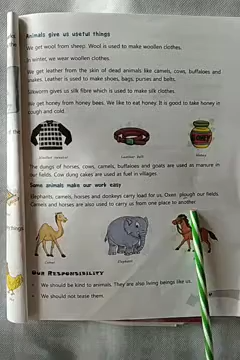 Animals give us useful things
We get wool from sheep. Wool is used to make woollen clothes.
In winter, we wear woollen clothes.
We get leather from the skin of dead animals like camels, cows, buffaloes and
snakes. Leather is used to make shoes, bags, purses and belts.
Silkworm gives us silk fibre which is used to make silk clothes.
We get honey from honey bees. We like to eat honey. It is good to take honey in
cough and cold.
HONEY
Leather belt
Honey
The dungs of horses, cows, camels, buffaloes and goats are used as manure in
our fields. Cow dung cakes are used as fuel in villages.
Some animals make our work easy
Elephants, camels, horses and donkeys carry load for us. Oxen plough our fields.
Camels and horses are also used to carry us from one place to another.
Camel
Elephant
OUR RESPONSIBILITY
• We should be kind to animals. They are also living beings like us.
• We should not tease them.